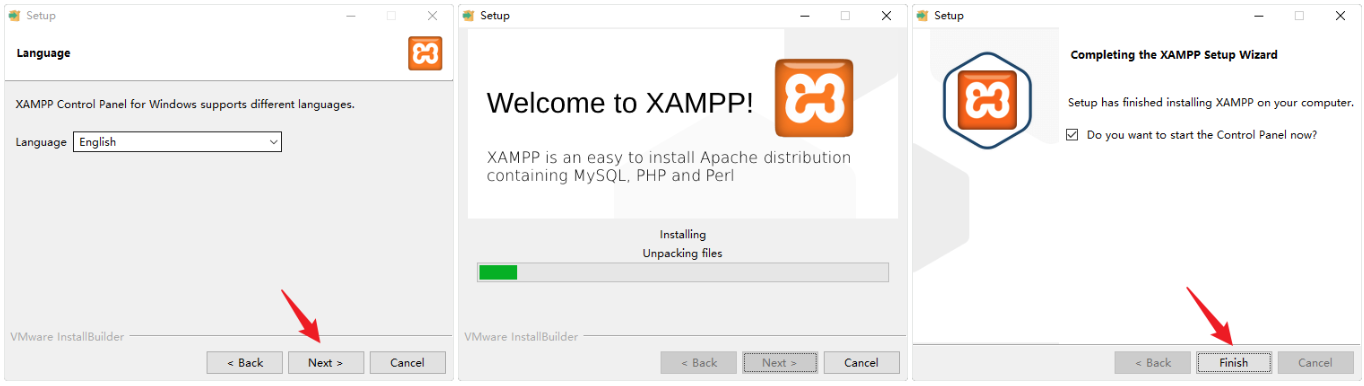 Setup
Language
XAMPP Control Panel for Windows supports different languages.
Language English
VMware InstallBuilder
< Back Next > Cancel
Setup
Welcome to XAMPP!
XAMPP is an easy to install Apache distribution
containing MySQL, PHP and Perl
Installing
Unpacking files
VMware InstallBuilder
< Back Next > Cancel
Setup
Completing the XAMPP Setup Wizard
Setup has finished installing XAMPP on your computer.
Do you want to start the Control Panel now?
< Back Finish Cancel